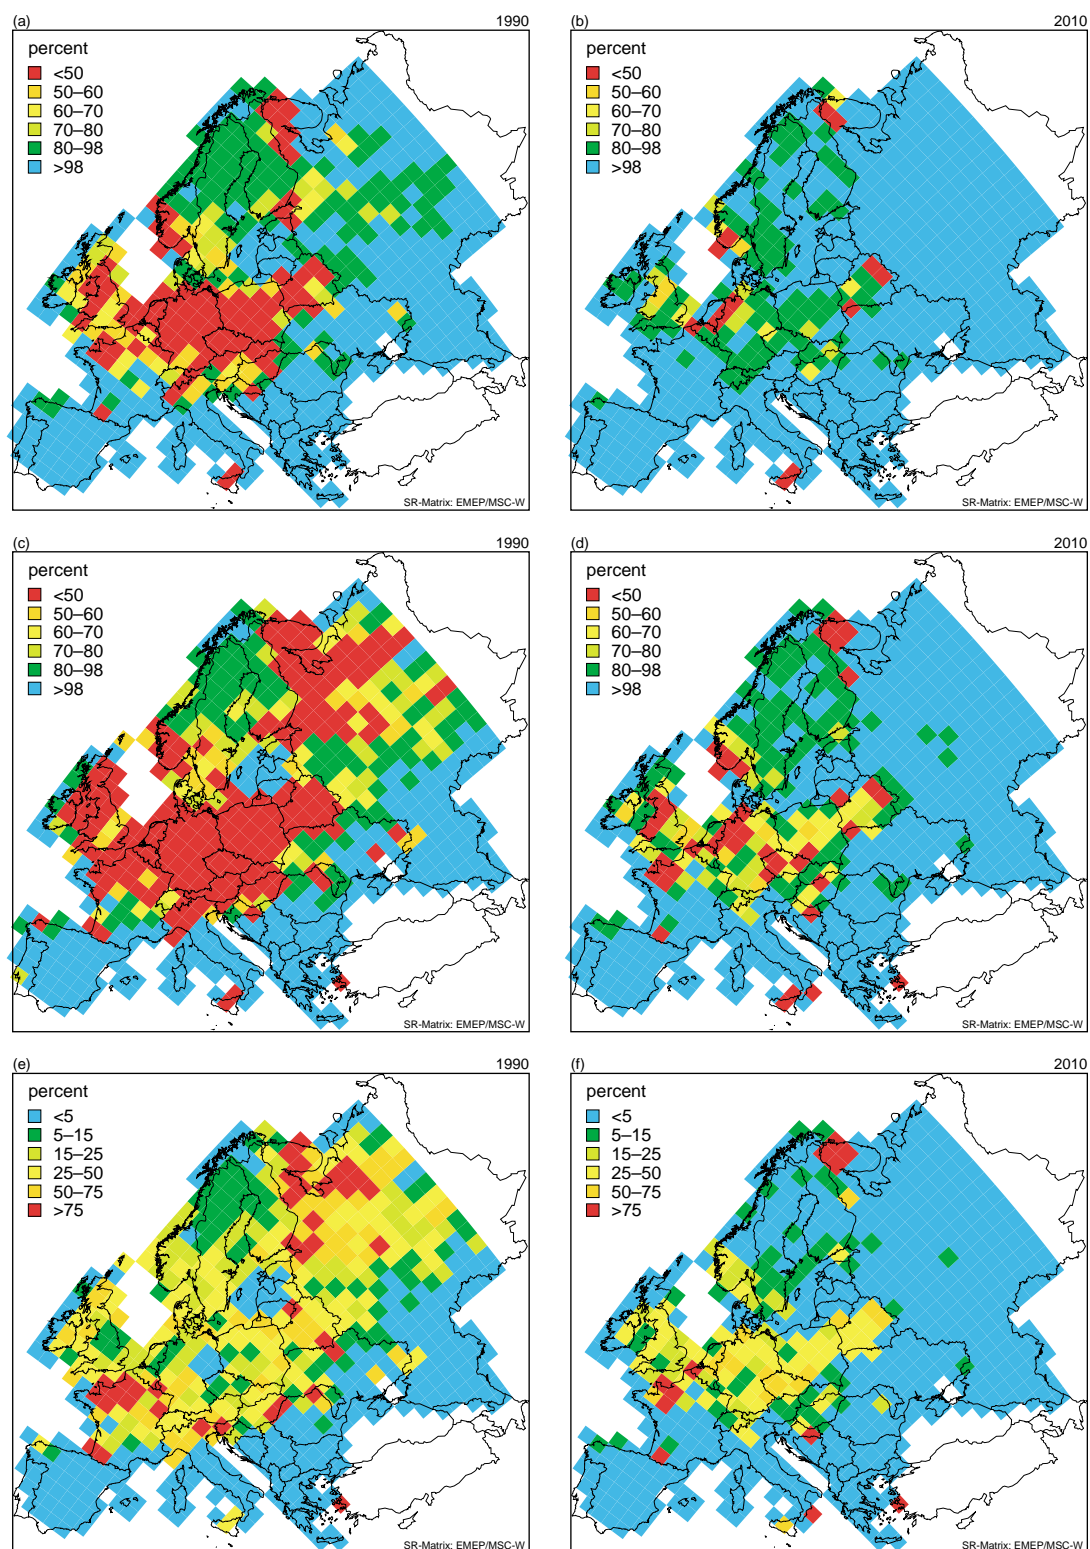 (a) 1990
percent
<50
50–60
60–70
70–80
80–98
>98
SR-Matrix: EMEP/MSC-W
(b) 2010
percent
<50
50–60
60–70
70–80
80–98
>98
SR-Matrix: EMEP/MSC-W
(c) 1990
percent
<50
50–60
60–70
70–80
80–98
>98
SR-Matrix: EMEP/MSC-W
(d) 2010
percent
<50
50–60
60–70
70–80
80–98
>98
SR-Matrix: EMEP/MSC-W
(e) 1990
percent
<5
5–15
15–25
25–50
50–75
>75
SR-Matrix: EMEP/MSC-W
(f) 2010
percent
<5
5–15
15–25
25–50
50–75
>75
SR-Matrix: EMEP/MSC-W